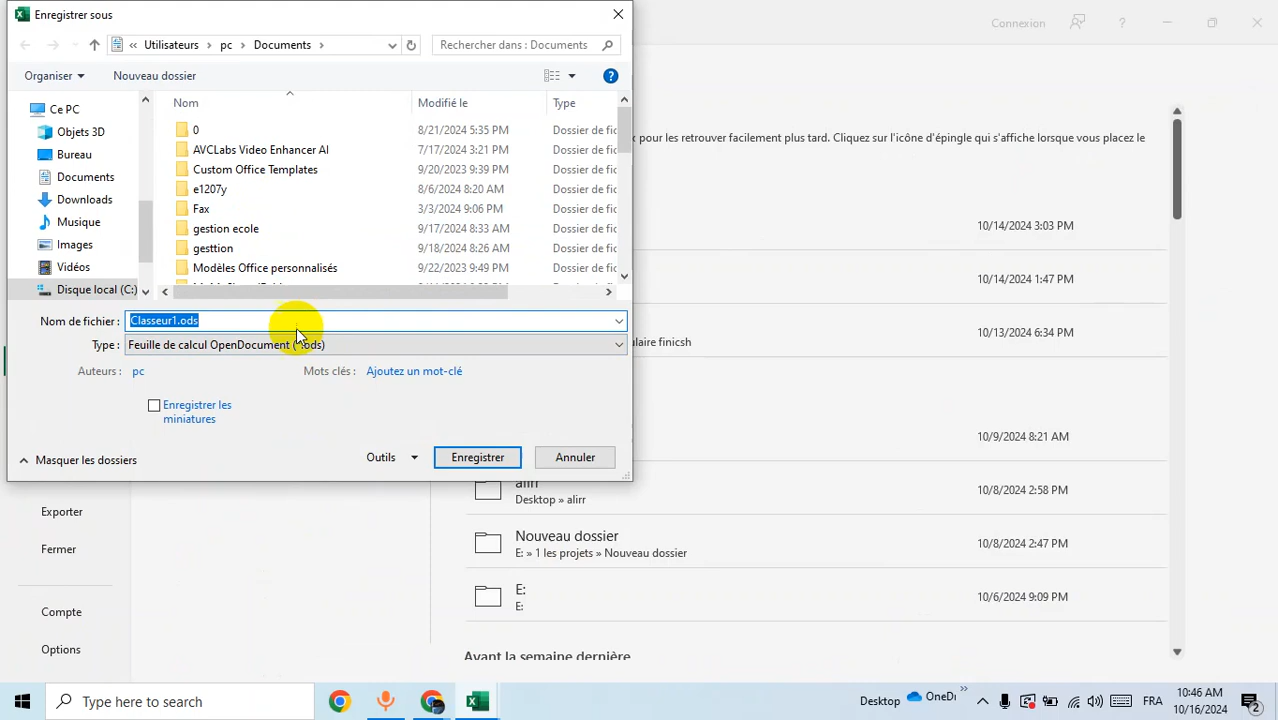 Enregistrer sous
Connexion
?
« Utilisateurs › pc › Documents ›
Rechercher dans : Documents
Organiser
Nouveau dossier
?
Ce PC
Objets 3D
Bureau
Documents
Downloads
Musique
Images
Vidéos
Disque local (C:)
Nom
Modifié le
Type
0
8/21/2024 5:35 PM
Dossier de fic
AVCLabs Video Enhancer AI
7/17/2024 3:21 PM
Dossier de fic
Custom Office Templates
9/20/2023 9:39 PM
Dossier de fic
e1207y
8/6/2024 8:20 AM
Dossier de fic
Fax
3/3/2024 9:06 PM
Dossier de fic
gestion ecole
9/17/2024 8:33 AM
Dossier de fic
gesttion
9/18/2024 8:26 AM
Dossier de fic
Modèles Office personnalisés
9/22/2023 9:49 PM
Dossier de fic
Nom de fichier :
Classeur1.ods
Type :
Feuille de calcul OpenDocument (*.ods)
Auteurs :
pc
Mots clés :
Ajoutez un mot-clé
Enregistrer les
miniatures
Masquer les dossiers
Outils
Enregistrer
Annuler
x pour les retrouver facilement plus tard. Cliquez sur l'icône d'épingle qui s'affiche lorsque vous placez le
10/14/2024 3:03 PM
10/14/2024 1:47 PM
10/13/2024 6:34 PM
ulaire finicsh
10/9/2024 8:21 AM
alirr
Desktop » alirr
10/8/2024 2:58 PM
Nouveau dossier
E: » 1 les projets » Nouveau dossier
10/8/2024 2:47 PM
E:
E:
10/6/2024 9:09 PM
Avant la semaine dernière
Exporter
Fermer
Compte
Options
Type here to search
Desktop
OneDi
»
FRA
10:46 AM
10/16/2024
2